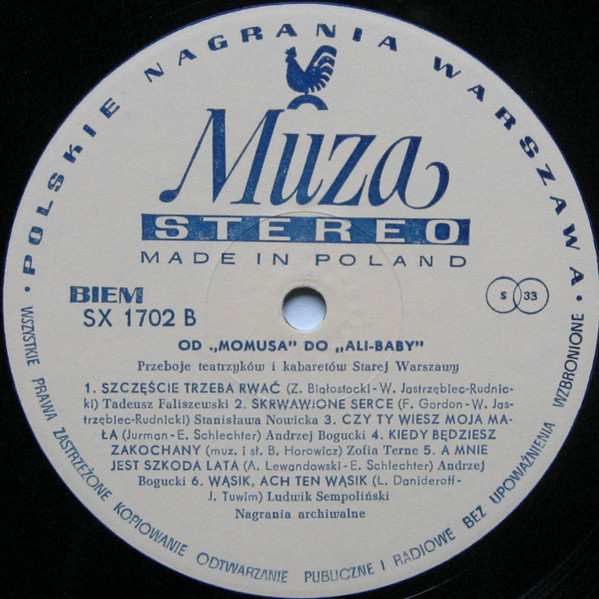 • POLSKIE NAGRANIA WARSZAWA •
Muza
STEREO
MADE IN POLAND
BIEM
SX 1702 B
S 33
OD „MOMUSA" DO „ALI-BABY"
Przeboje teatrzyków i kabaretów Starej Warszawy
1. SZCZĘŚCIE TRZEBA RWAĆ (Z. Białostocki-W. Jastrzębiec-Rudnic-
ki) Tadeusz Faliszewski 2. SKRWAWIONE SERCE (F. Gordon-W. Jas-
trzębiec-Rudnicki) Stanisława Nowicka 3. CZY TY WIESZ MOJA MA-
ŁA (Jurman-E. Schlechter) Andrzej Bogucki 4. KIEDY BĘDZIESZ
ZAKOCHANY (muz. i sł. B. Horowicz) Zofia Terne 5. A MNIE
JEST SZKODA LATA (A. Lewandowski-E. Schlechter) Andrzej
Bogucki 6. WĄSIK, ACH TEN WĄSIK (L. Danideroff-
J. Tuwim) Ludwik Sempoliński
Nagrania archiwalne
WSZYSTKIE PRAWA ZASTRZEŻONE KOPIOWANIE ODTWARZANIE PUBLICZNE I RADIOWE BEZ UPOWAŻNIENIA WZBRONIONE